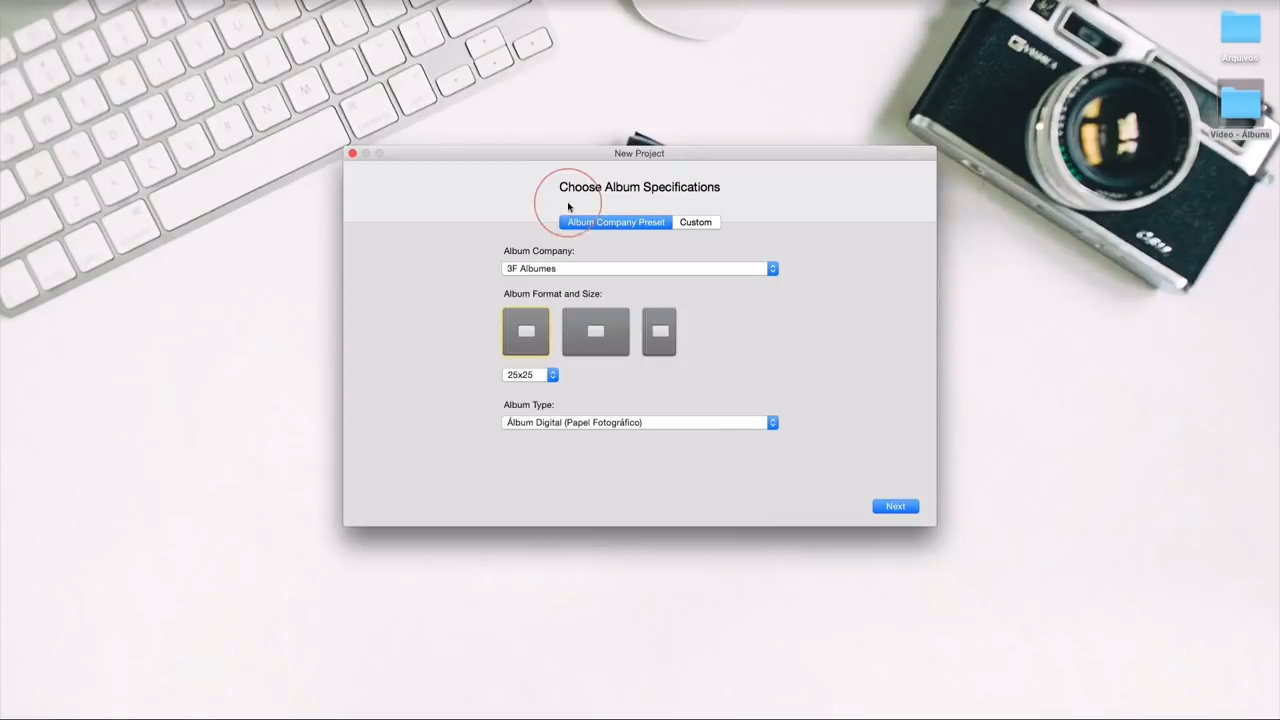 Arquivos
Vídeo - Álbuns
New Project
Choose Album Specifications
Album Company Preset
Custom
Album Company:
3F Albumes
Album Format and Size:
25x25
Album Type:
Álbum Digital (Papel Fotográfico)
Next